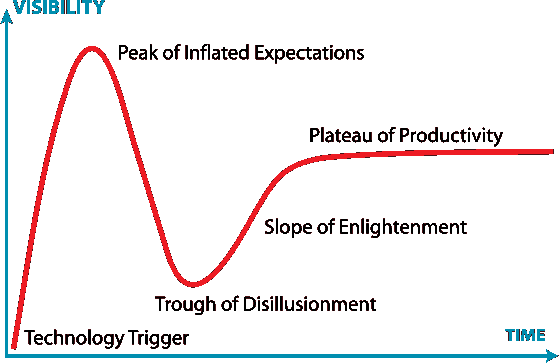 VISIBILITY
Peak of Inflated Expectations
Plateau of Productivity
Slope of Enlightenment
Trough of Disillusionment
Technology Trigger
TIME